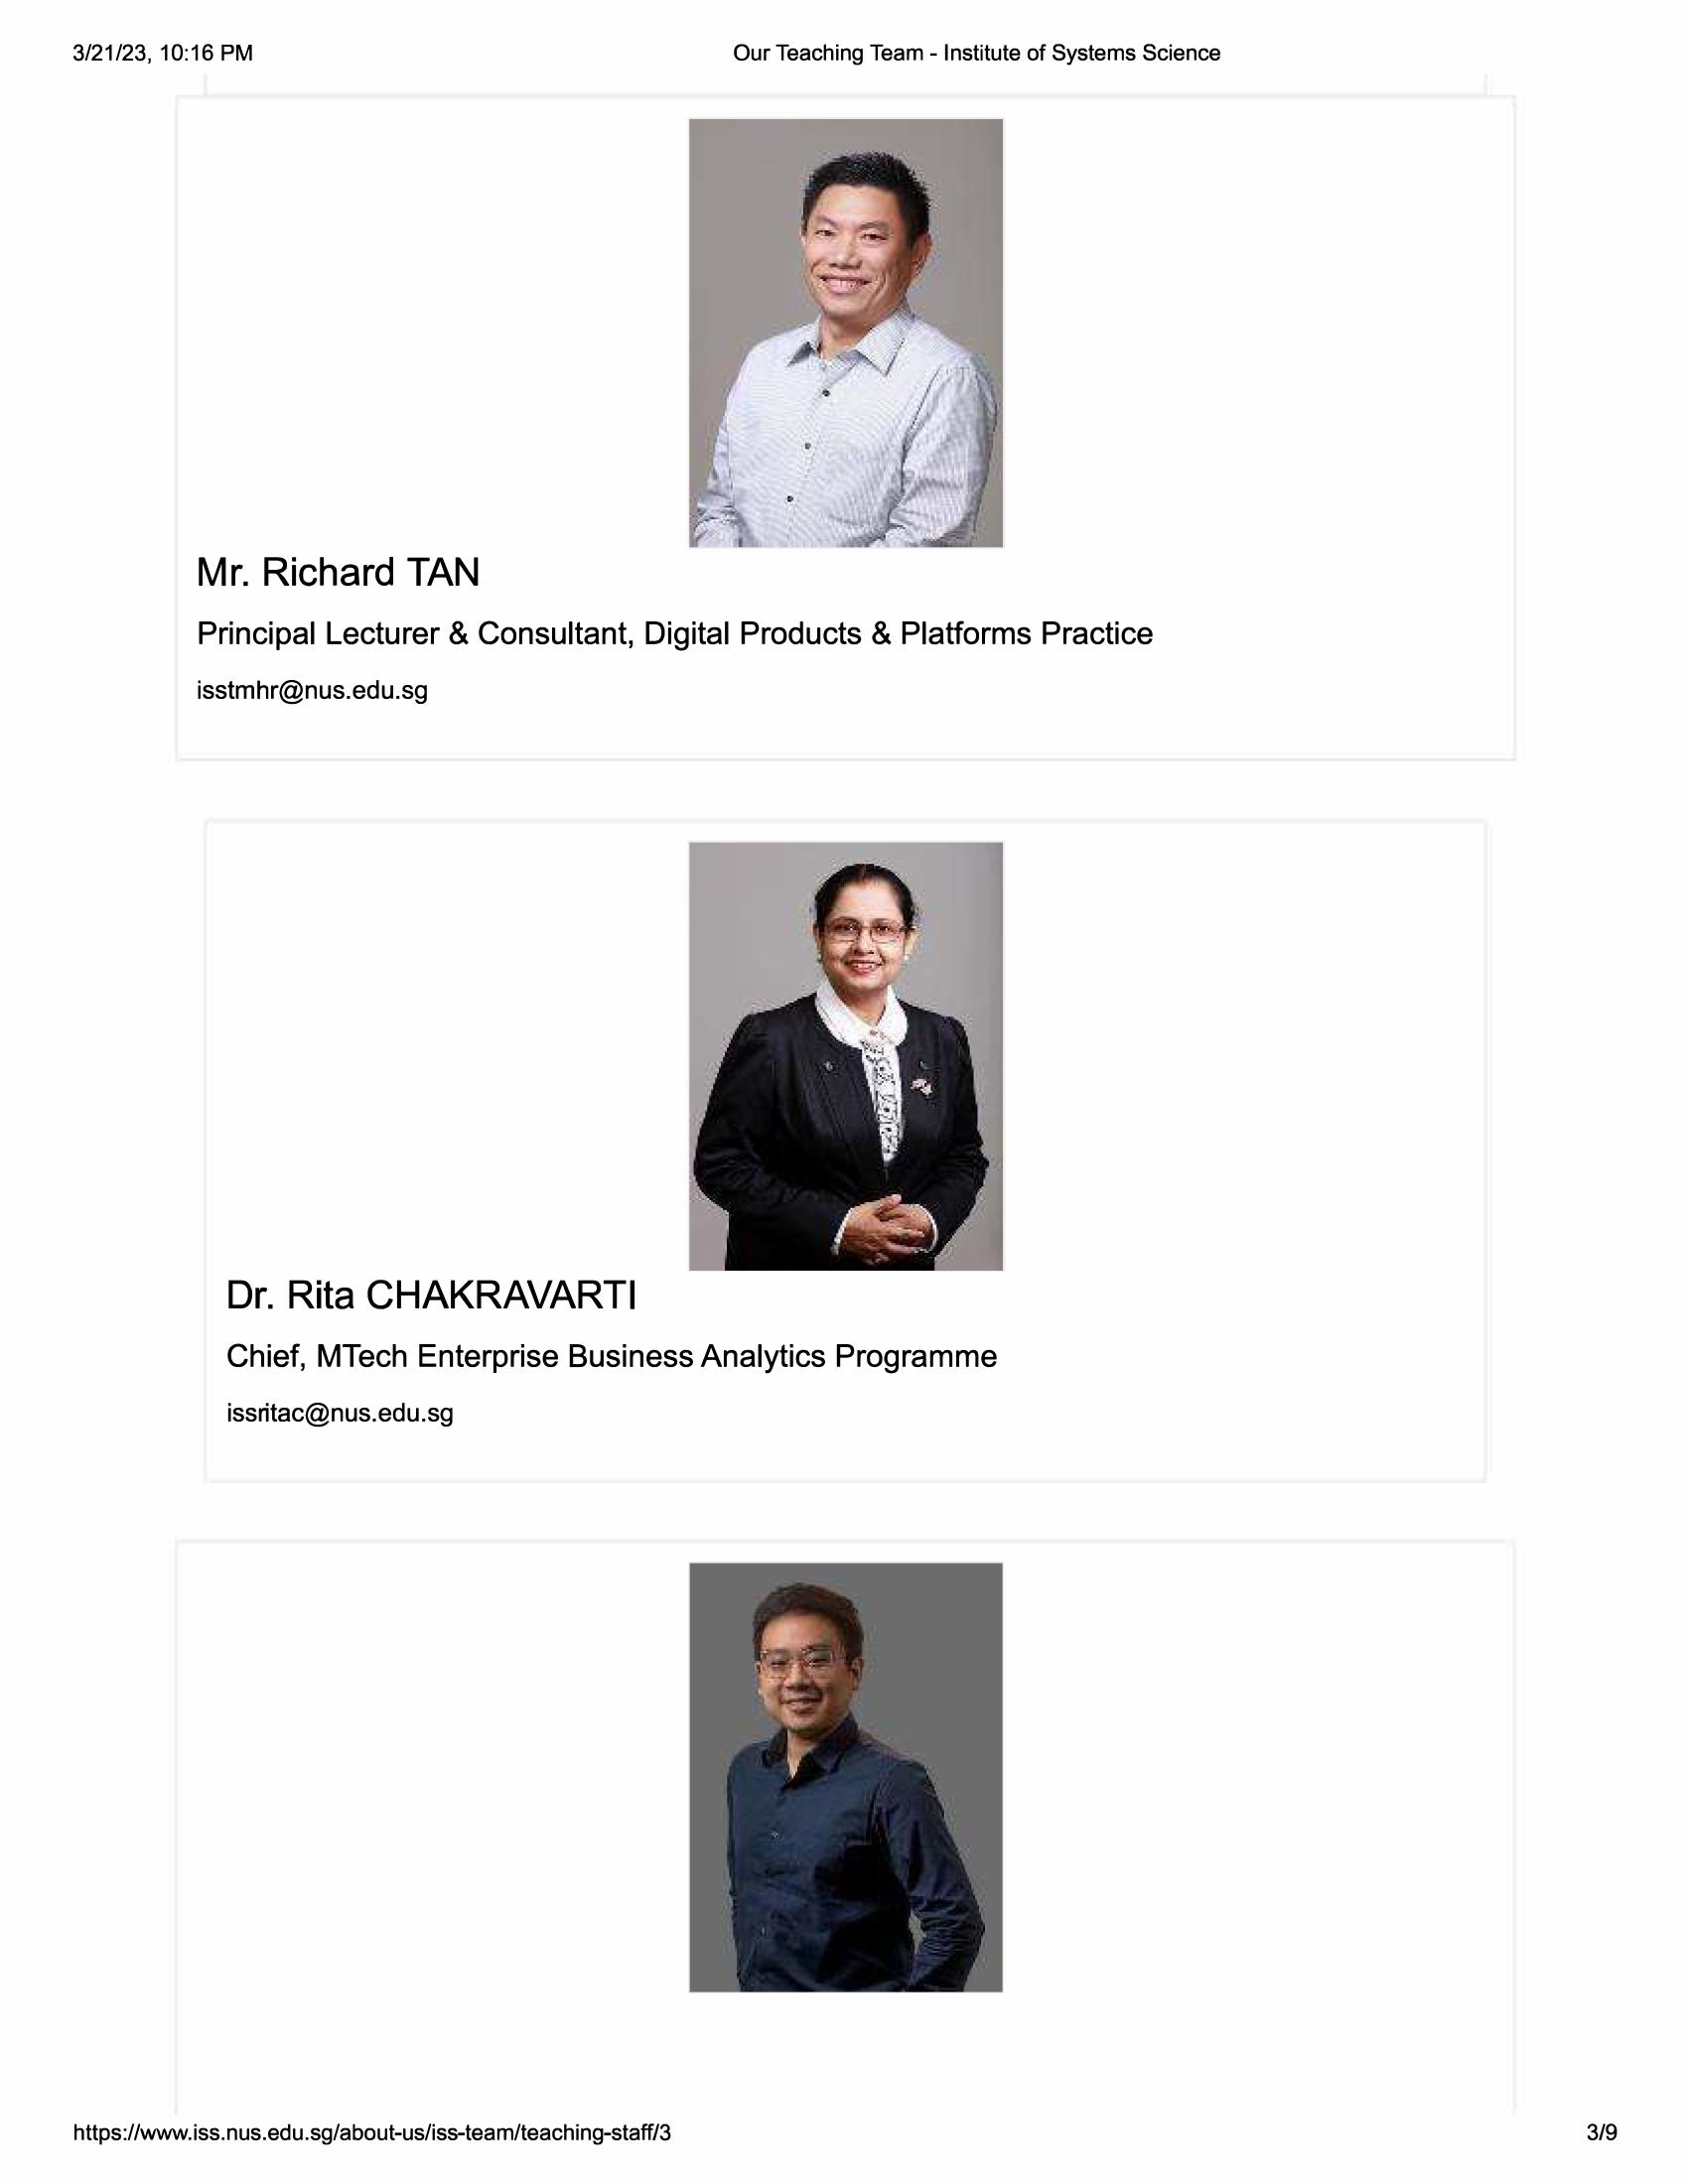 3/21/23, 10:16 PM
Our Teaching Team - Institute of Systems Science
Mr. Richard TAN
Principal Lecturer & Consultant, Digital Products & Platforms Practice
isstmhr@nus.edu.sg
Dr. Rita CHAKRAVARTI
Chief, MTech Enterprise Business Analytics Programme
issritac@nus.edu.sg
https://www.iss.nus.edu.sg/about-us/iss-team/teaching-staff/3
3/9